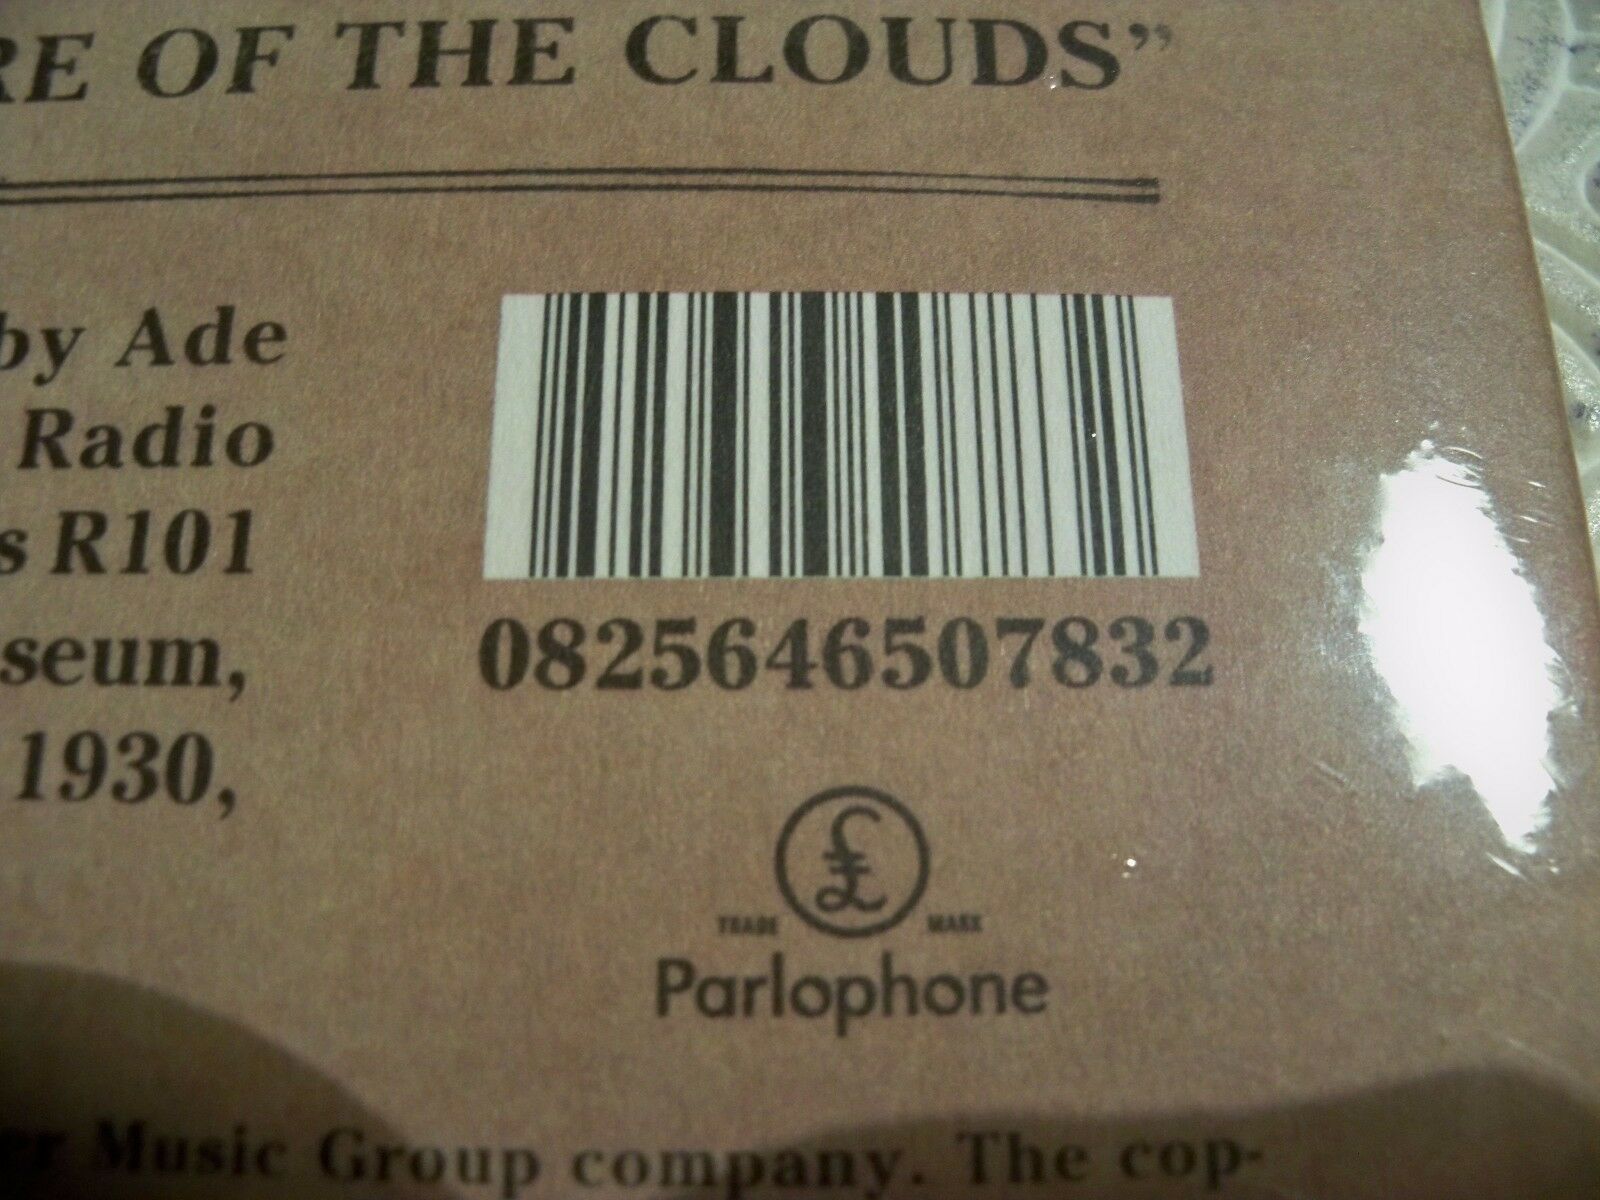 RE OF THE CLOUDS”
by Ade
Radio
s R101
seum,
1930,
0825646507832
£
TRADE MARK
Parlophone
er Music Group company. The cop-